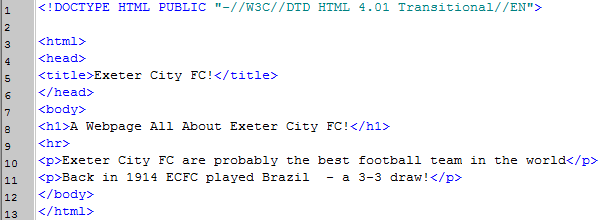 1 <!DOCTYPE HTML PUBLIC "-//W3C//DTD HTML 4.01 Transitional//EN">
2
3 <html>
4 <head>
5 <title>Exeter City FC!</title>
6 </head>
7 <body>
8 <h1>A Webpage All About Exeter City FC!</h1>
9 <hr>
10 <p>Exeter City FC are probably the best football team in the world</p>
11 <p>Back in 1914 ECFC played Brazil  - a 3-3 draw!</p>
12 </body>
13 </html>